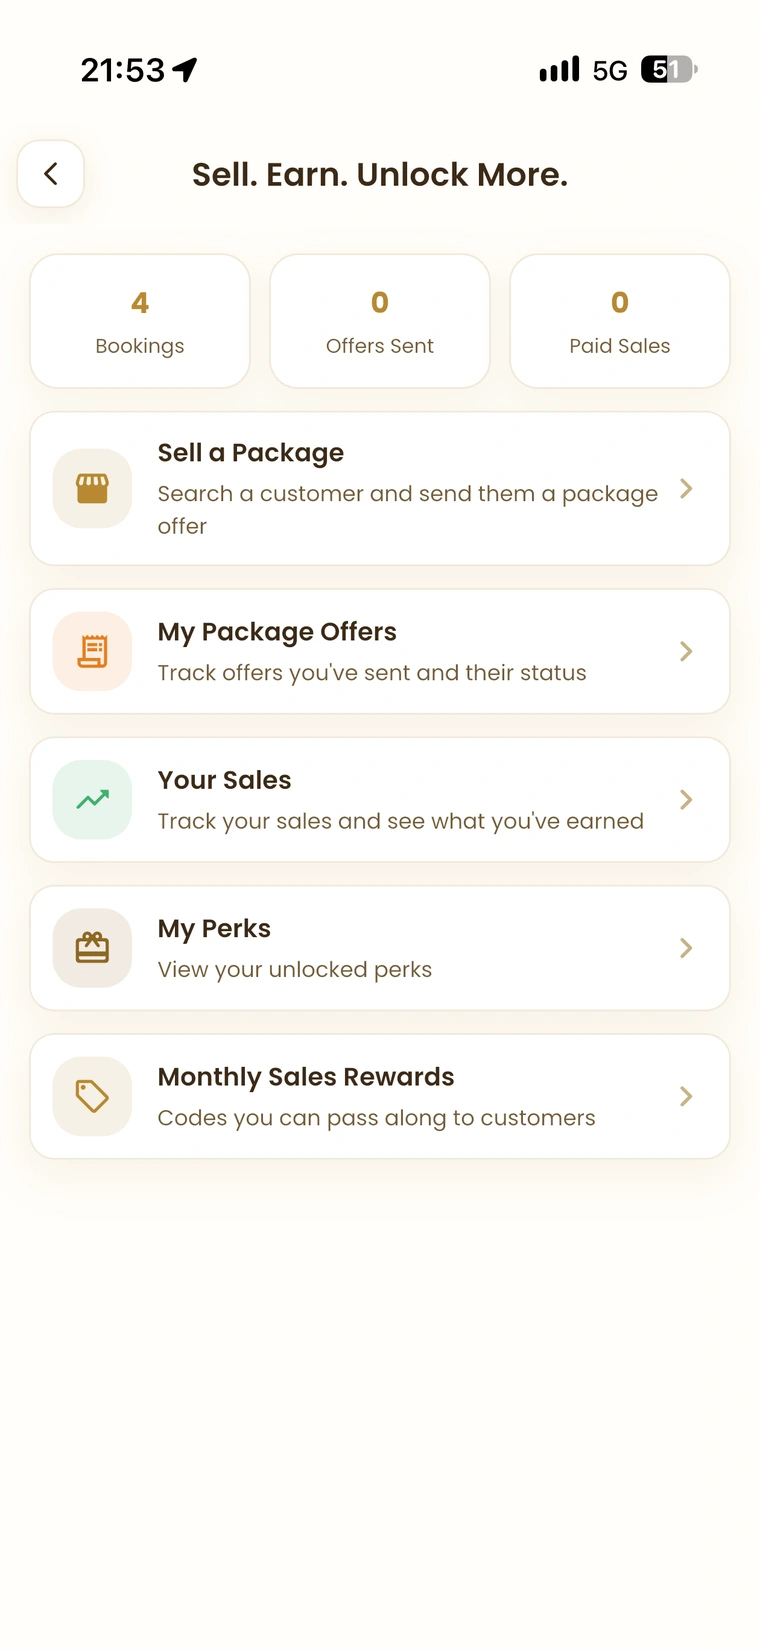 21:53
5G
51
Sell. Earn. Unlock More.
4
Bookings
0
Offers Sent
0
Paid Sales
Sell a Package
Search a customer and send them a package
offer
My Package Offers
Track offers you've sent and their status
Your Sales
Track your sales and see what you've earned
My Perks
View your unlocked perks
Monthly Sales Rewards
Codes you can pass along to customers